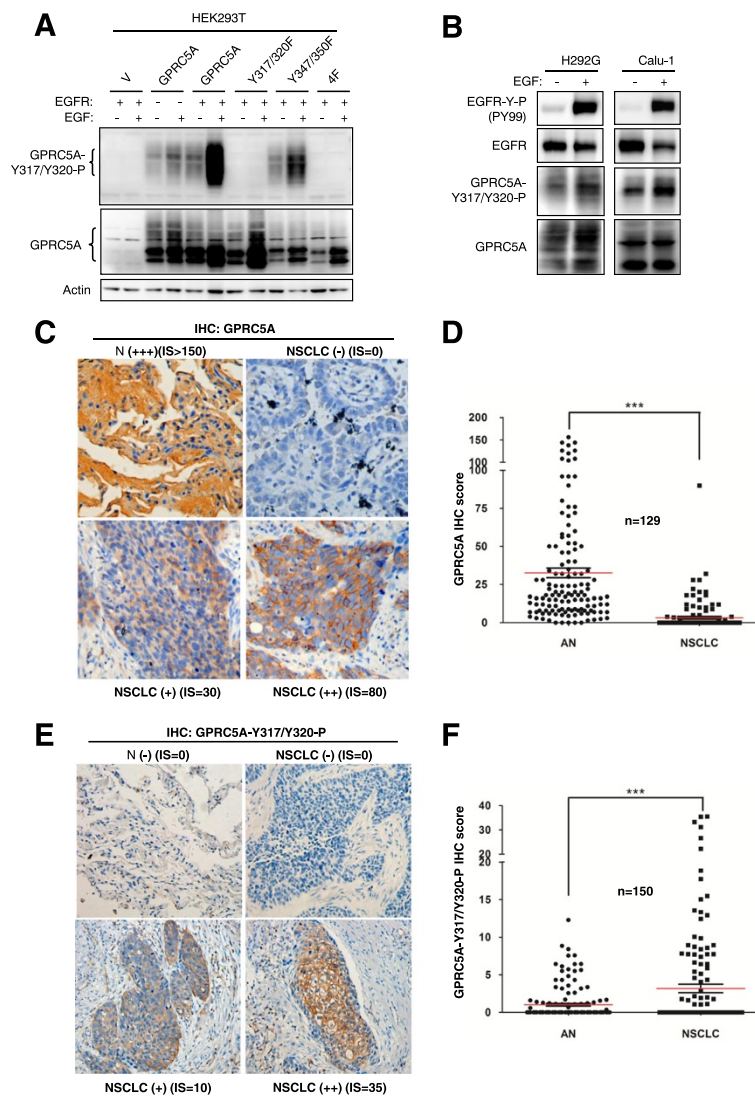 A
HEK293T
V
GPRC5A
GPRC5A
Y317/320F
Y347/350F
4F
EGFR: + + - - + + + + + + + +
EGF: - + - + - + - + - + - +
GPRC5A-
Y317/Y320-P
GPRC5A
Actin
B
H292G Calu-1
EGF: - + - +
EGFR-Y-P
(PY99)
EGFR
GPRC5A-
Y317/Y320-P
GPRC5A
C
IHC: GPRC5A
N (+++)(IS>150) NSCLC (-) (IS=0)
NSCLC (+) (IS=30) NSCLC (++) (IS=80)
D
***
200
150
100
100
75
50
25
0
GPRC5A IHC score
n=129
AN NSCLC
E
IHC: GPRC5A-Y317/Y320-P
N (-) (IS=0) NSCLC (-) (IS=0)
NSCLC (+) (IS=10) NSCLC (++) (IS=35)
F
***
40
30
20
20
15
10
5
0
GPRC5A-Y317/Y320-P IHC score
n=150
AN NSCLC